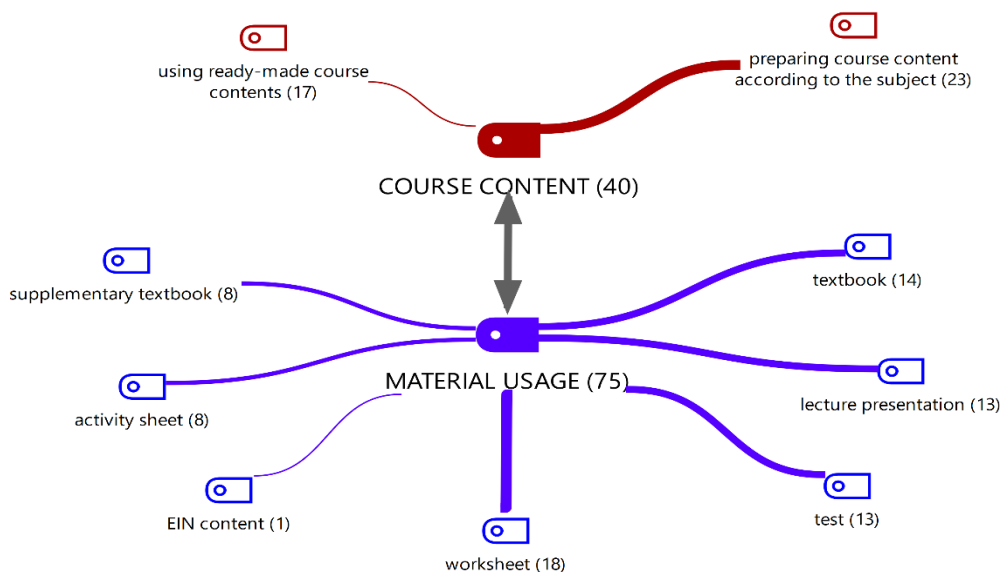 using ready-made course
contents (17)
preparing course content
according to the subject (23)
COURSE CONTENT (40)
supplementary textbook (8)
textbook (14)
MATERIAL USAGE (75)
activity sheet (8)
lecture presentation (13)
EIN content (1)
test (13)
worksheet (18)